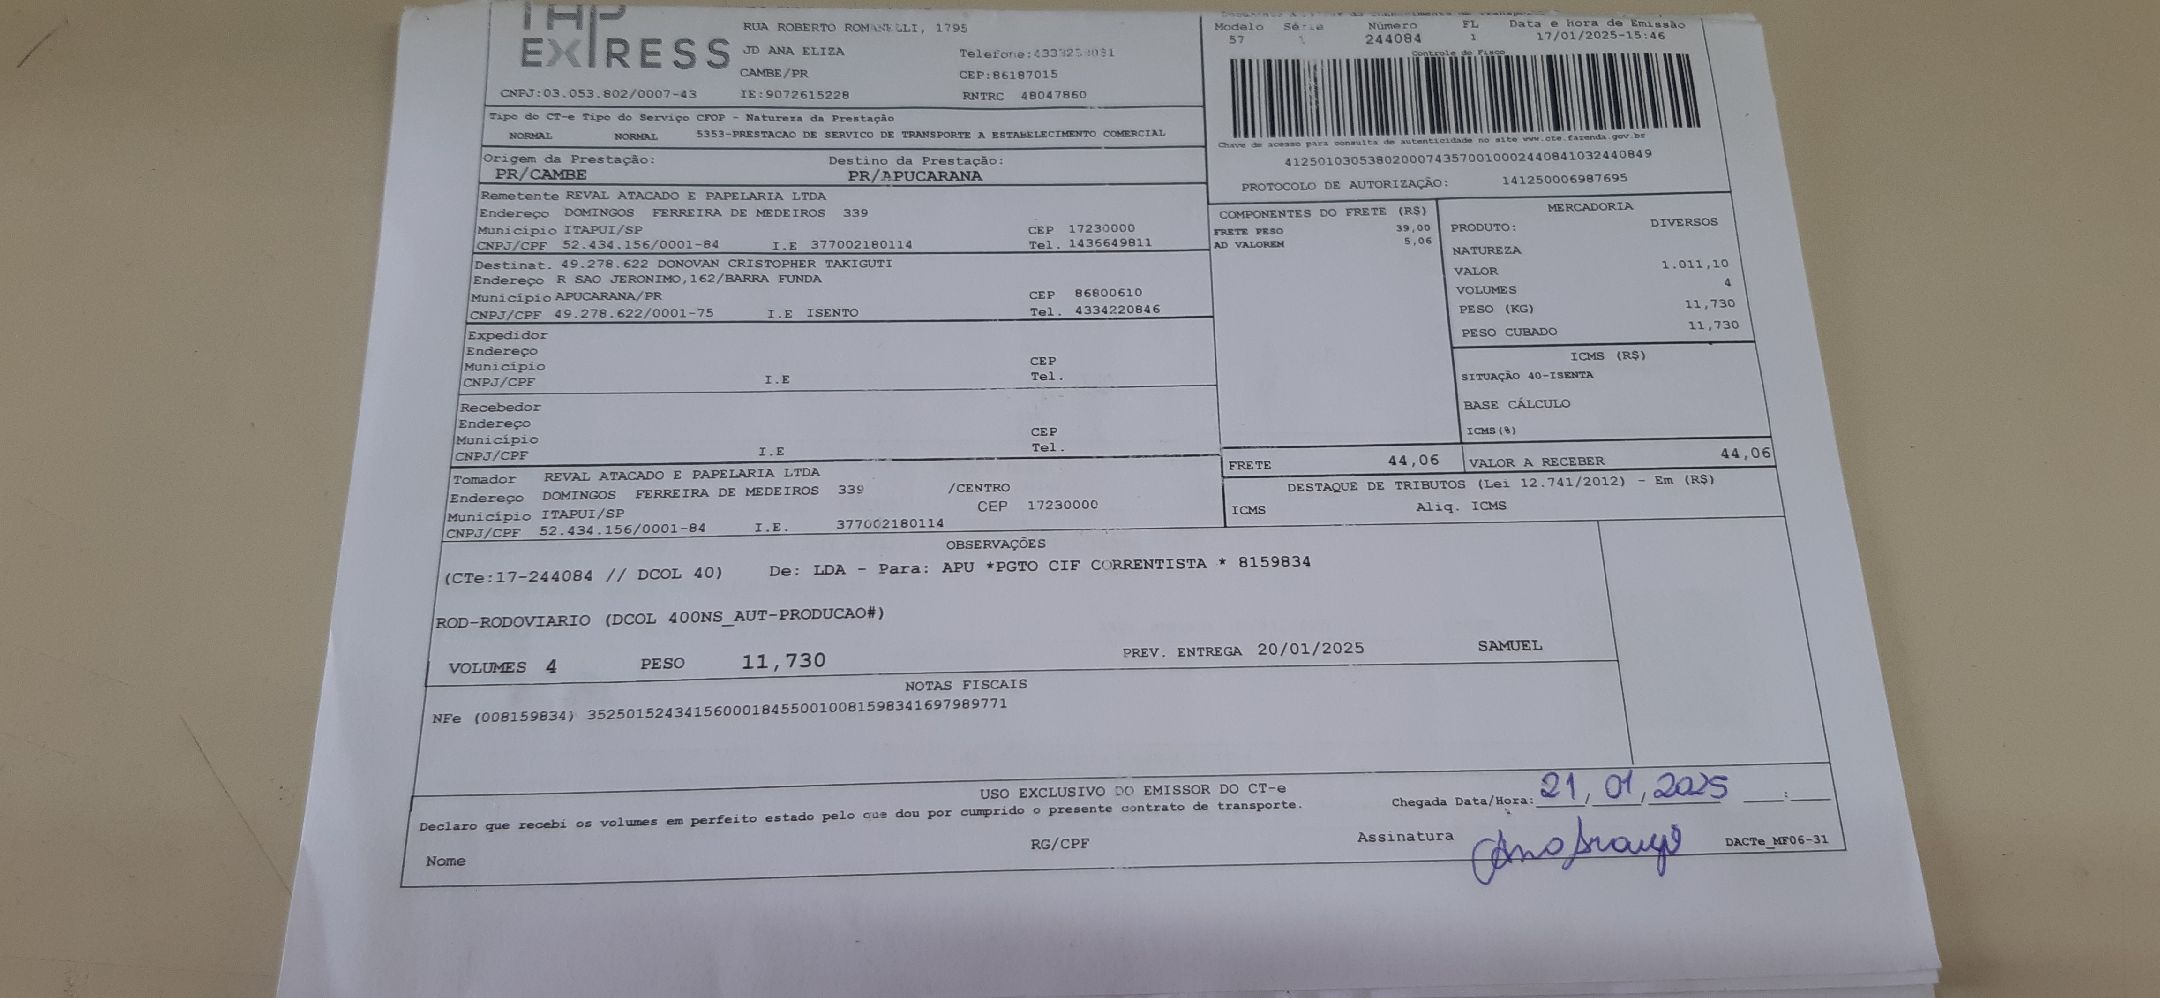 EXPRESS
RUA ROBERTO ROMANELLI, 1795
JD ANA ELIZA
CAMBE/PR
CEP:86187015
CNPJ:03.053.802/0007-43 IE:9072615228 RNTRC 48047860
Modelo Série Número FL Data e Hora de Emissão
57 1 244084 1 17/01/2025-15:46
Controle do Fisco
Chave de acesso para consulta de autenticidade no site www.cte.fazenda.gov.br
41250103053802000743570010002440841032440849
PROTOCOLO DE AUTORIZAÇÃO: 141250006987695
Tipo do CT-e Tipo do Serviço CFOP - Natureza da Prestação
NORMAL NORMAL 5353-PRESTACAO DE SERVICO DE TRANSPORTE A ESTABELECIMENTO COMERCIAL
Origem da Prestação: Destino da Prestação:
PR/CAMBE PR/APUCARANA
Remetente REVAL ATACADO E PAPELARIA LTDA
Endereço DOMINGOS FERREIRA DE MEDEIROS 339
Município ITAPUI/SP CEP 17230000
CNPJ/CPF 52.434.156/0001-84 I.E 377002180114 Tel. 1436649811
Destinat. 49.278.622 DONOVAN CRISTOPHER TAKIGUTI
Endereço R SAO JERONIMO,162/BARRA FUNDA
Município APUCARANA/PR CEP 86800610
CNPJ/CPF 49.278.622/0001-75 I.E ISENTO Tel. 4334220846
Expedidor
Endereço
Município CEP
CNPJ/CPF I.E Tel.
Recebedor
Endereço
Município CEP
CNPJ/CPF I.E Tel.
Tomador REVAL ATACADO E PAPELARIA LTDA
Endereço DOMINGOS FERREIRA DE MEDEIROS 339 /CENTRO
Município ITAPUI/SP CEP 17230000
CNPJ/CPF 52.434.156/0001-84 I.E. 377002180114
COMPONENTES DO FRETE (R$)
FRETE PESO 39,00
AD VALOREM 5,06
MERCADORIA
PRODUTO: DIVERSOS
NATUREZA
VALOR 1.011,10
VOLUMES 4
PESO (KG) 11,730
PESO CUBADO 11,730
ICMS (R$)
SITUAÇÃO 40-ISENTA
BASE CÁLCULO
ICMS(%)
FRETE 44,06 VALOR A RECEBER 44,06
DESTAQUE DE TRIBUTOS (Lei 12.741/2012) - Em (R$)
ICMS Aliq. ICMS
OBSERVAÇÕES
(CTe:17-244084 // DCOL 40) De: LDA - Para: APU *PGTO CIF CORRENTISTA * 8159834
ROD-RODOVIARIO (DCOL 400NS_AUT-PRODUCAO#)
VOLUMES 4 PESO 11,730 PREV. ENTREGA 20/01/2025 SAMUEL
NOTAS FISCAIS
NFe (008159834) 35250152434156000184550010081598341697989771
USO EXCLUSIVO DO EMISSOR DO CT-e
Declaro que recebi os volumes em perfeito estado pelo que dou por cumprido o presente contrato de transporte.
Chegada Data/Hora: 21/01/2025 __:__
Nome RG/CPF Assinatura DACTe_MF06-31